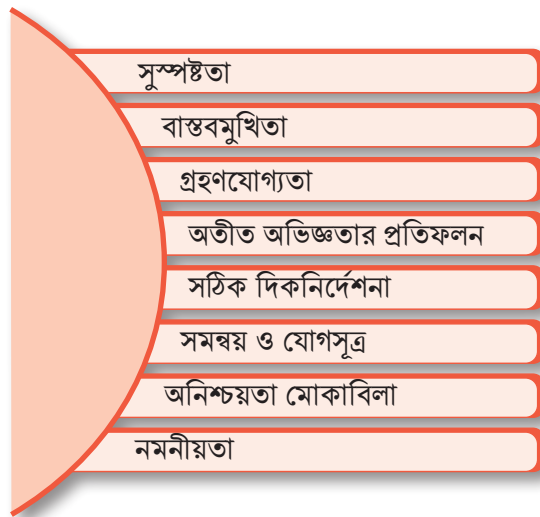 সুস্পষ্টতা
বাস্তবমুখিতা
গ্রহণযোগ্যতা
অতীত অভিজ্ঞতার প্রতিফলন
সঠিক দিকনির্দেশনা
সমন্বয় ও যোগসূত্র
অনিশ্চয়তা মোকাবিলা
নমনীয়তা